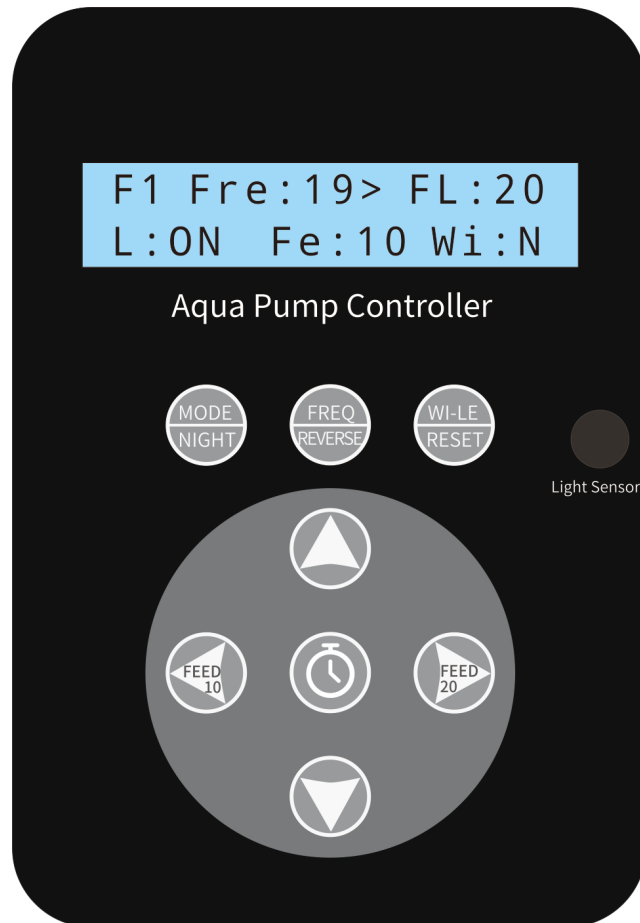 F1 Fre:19> FL:20
L:ON Fe:10 Wi:N
Aqua Pump Controller
MODE
NIGHT
FREQ
REVERSE
WI-LE
RESET
Light Sensor
FEED
10
FEED
20